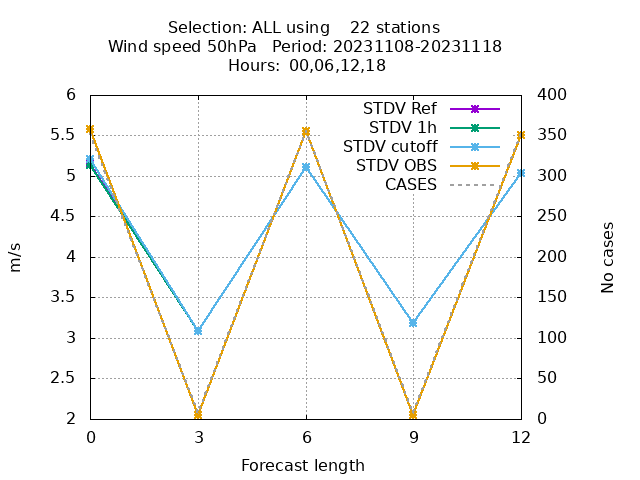 Selection: ALL using    22 stations
Wind speed 50hPa   Period: 20231108-20231118
Hours: 00,06,12,18
STDV Ref
STDV 1h
STDV cutoff
STDV OBS
CASES
6
5.5
5
4.5
4
3.5
3
2.5
2
400
350
300
250
200
150
100
50
0
m/s
No cases
0 3 6 9 12
Forecast length